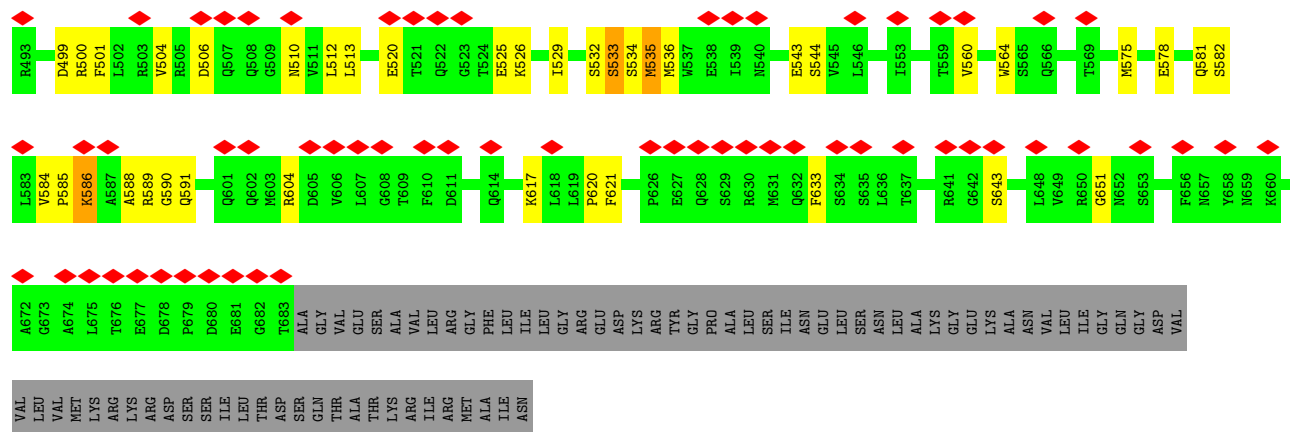 R493 D499 R500 F501 L502 R503 V504 R505 D506 Q507 Q508 G509 N510 V511 L512 L513 E520 T521 Q522 G523 T524 E525 K526 I529 S532 S533 S534 M535 M536 W537 E538 I539 N540 E543 S544 V545 L546 I553 T559 V560 W564 S565 Q566 T569 M575 E578 Q581 S582
L583 V584 P585 K586 A587 A588 R589 G590 Q591 Q601 Q602 M603 R604 D605 V606 L607 G608 T609 F610 D611 Q614 K617 L618 L619 P620 F621 P626 E627 Q628 S629 R630 M631 Q632 F633 S634 S635 L636 T637 R641 G642 S643 L648 V649 R650 G651 N652 S653 F656 N657 Y658 N659 K660
A672 G673 A674 L675 T676 E677 D678 P679 D680 E681 G682 T683 ALA GLY VAL GLU SER ALA VAL LEU ARG GLY PHE LEU ILE LEU GLY ARG GLU ASP LYS ARG TYR GLY PRO ALA LEU SER ILE ASN GLU LEU SER ASN LEU ALA LYS GLY GLU LYS ALA ASN VAL LEU ILE GLY GLN GLY ASP VAL
VAL LEU VAL MET LYS ARG LYS ARG ASP SER SER ILE LEU THR ASP SER GLN THR ALA THR LYS ARG ILE ARG MET ALA ILE ASN